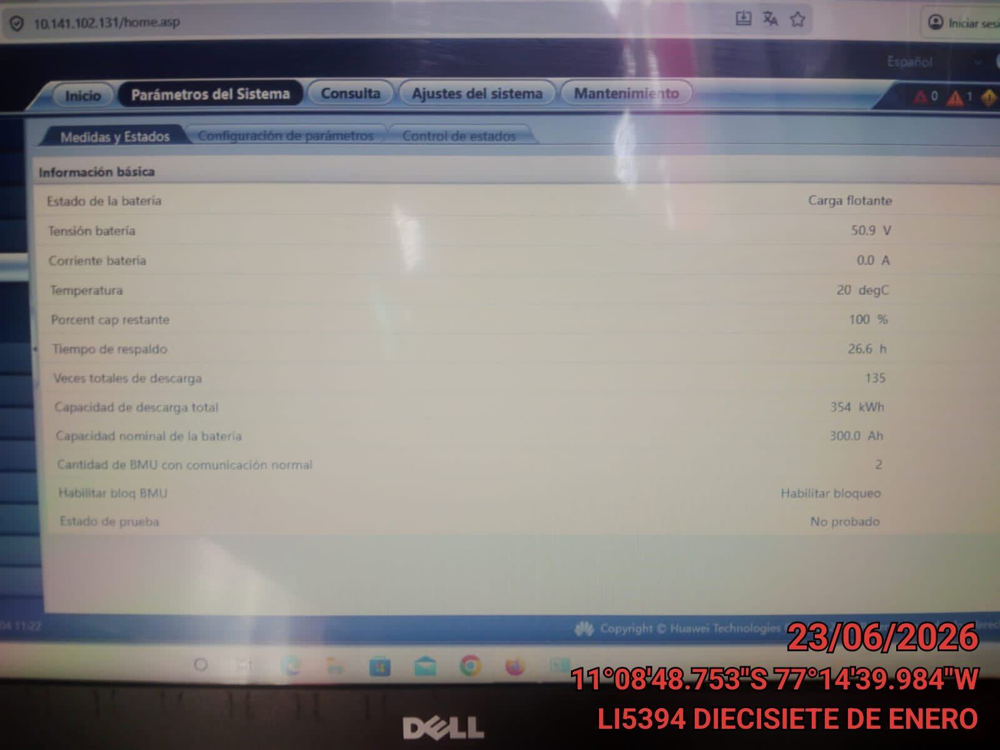 10.141.102.131/home.asp
Iniciar sesi
Español
Inicio Parámetros del Sistema Consulta Ajustes del sistema Mantenimiento 0 1
Medidas y Estados Configuración de parámetros Control de estados
Información básica
Estado de la batería Carga flotante
Tensión batería 50.9 V
Corriente batería 0.0 A
Temperatura 20 degC
Porcent cap restante 100 %
Tiempo de respaldo 26.6 h
Veces totales de descarga 135
Capacidad de descarga total 354 kWh
Capacidad nominal de la batería 300.0 Ah
Cantidad de BMU con comunicación normal 2
Habilitar bloq BMU Habilitar bloqueo
Estado de prueba No probado
04 11:22 Copyright © Huawei Technologies
23/06/2026
11°08'48.753"S 77°14'39.984"W
LI5394 DIECISIETE DE ENERO
DELL